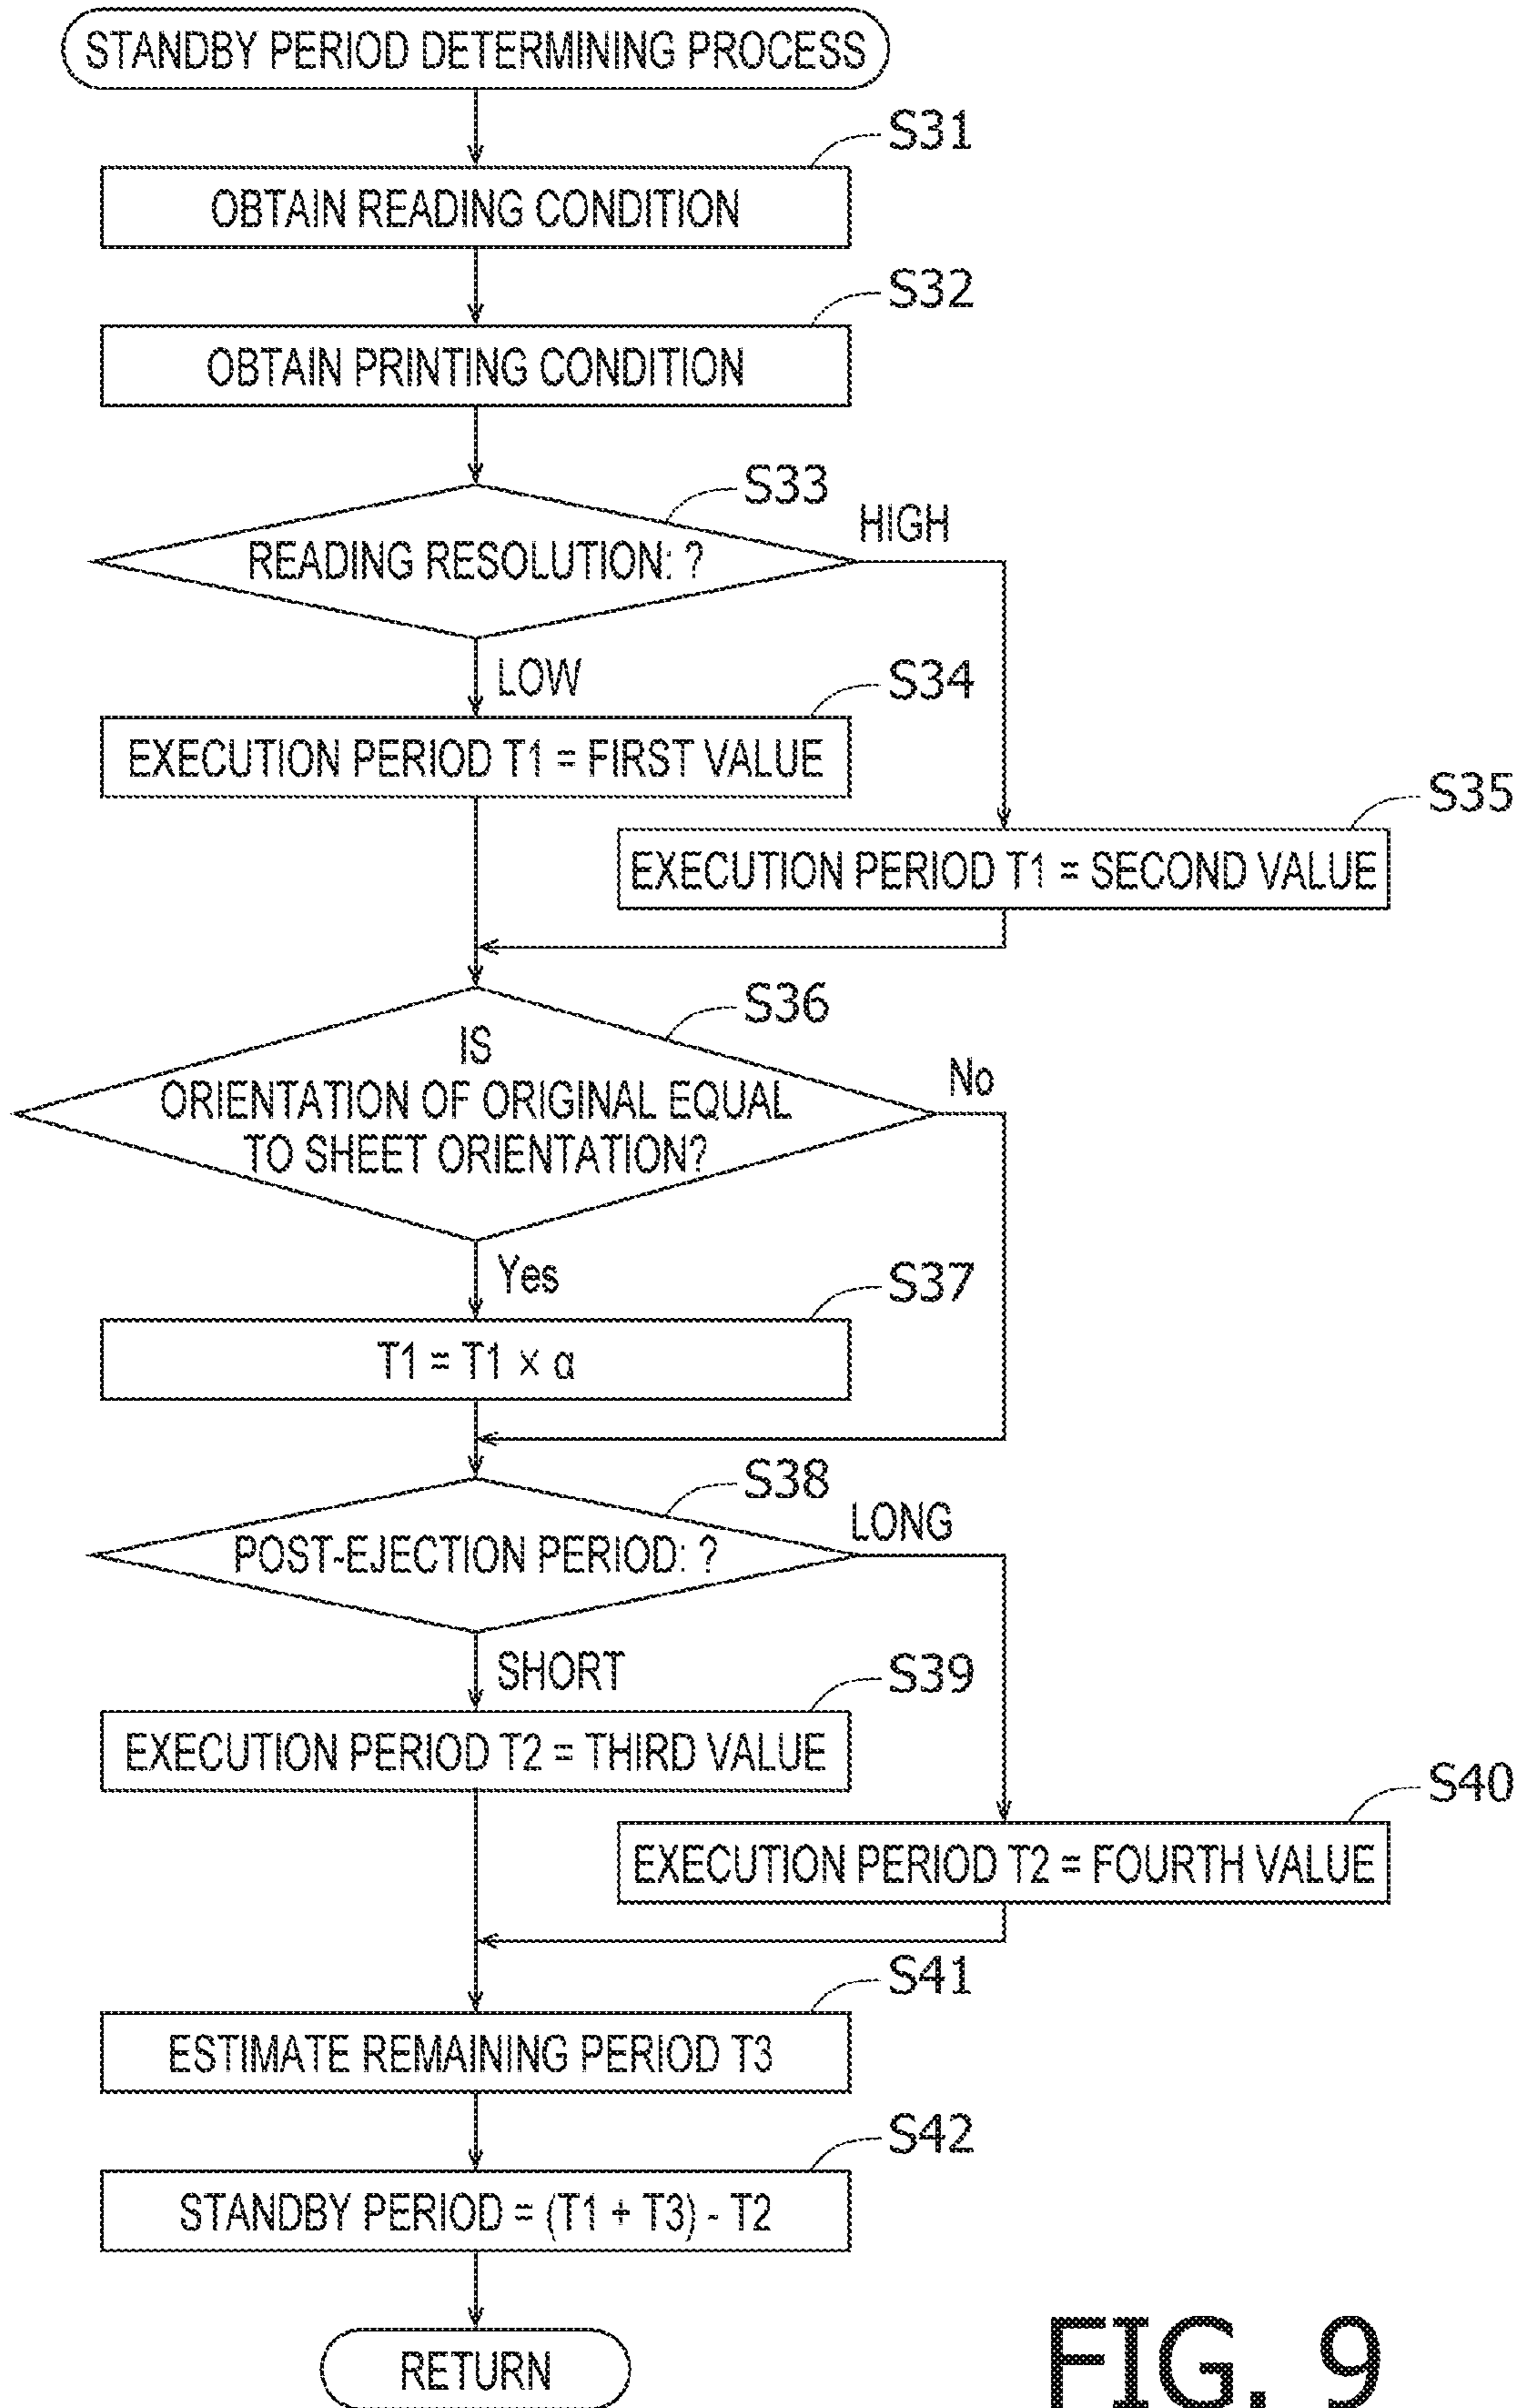 STANDBY PERIOD DETERMINING PROCESS
S31
OBTAIN READING CONDITION
S32
OBTAIN PRINTING CONDITION
S33
READING RESOLUTION: ?
HIGH
LOW
S34
EXECUTION PERIOD T1 = FIRST VALUE
S35
EXECUTION PERIOD T1 = SECOND VALUE
S36
IS
ORIENTATION OF ORIGINAL EQUAL
TO SHEET ORIENTATION?
No
Yes
S37
T1 = T1 × α
S38
POST-EJECTION PERIOD: ?
LONG
SHORT
S39
EXECUTION PERIOD T2 = THIRD VALUE
S40
EXECUTION PERIOD T2 = FOURTH VALUE
S41
ESTIMATE REMAINING PERIOD T3
S42
STANDBY PERIOD = (T1 + T3) - T2
RETURN
FIG. 9